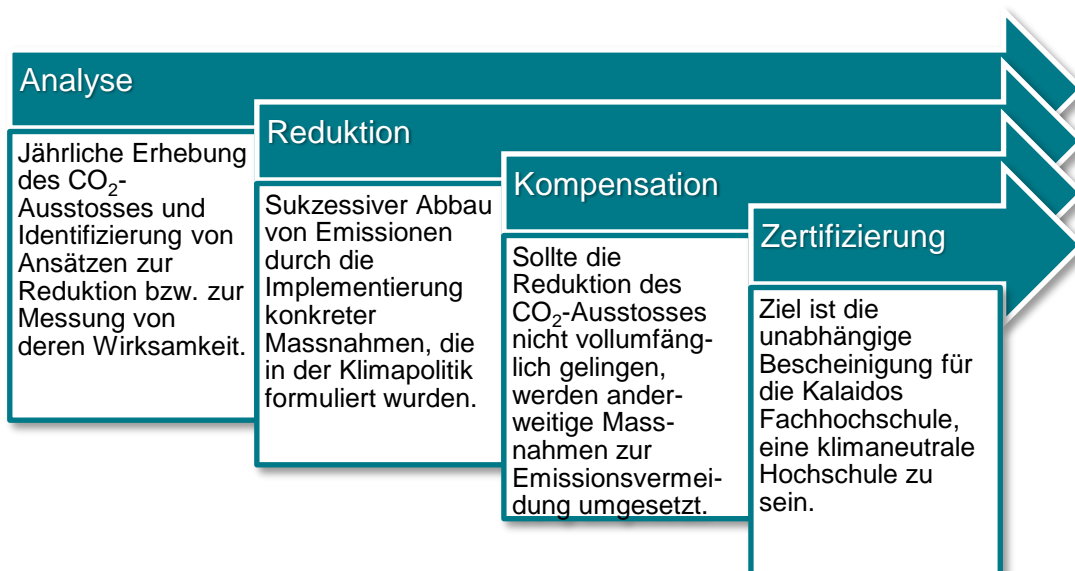 Analyse
Jährliche Erhebung
des CO₂-
Ausstosses und
Identifizierung von
Ansätzen zur
Reduktion bzw. zur
Messung von
deren Wirksamkeit.
Reduktion
Sukzessiver Abbau
von Emissionen
durch die
Implementierung
konkreter
Massnahmen, die
in der Klimapolitik
formuliert wurden.
Kompensation
Sollte die
Reduktion des
CO₂-Ausstosses
nicht vollumfäng-
lich gelingen,
werden ander-
weitige Mass-
nahmen zur
Emissionsvermei-
dung umgesetzt.
Zertifizierung
Ziel ist die
unabhängige
Bescheinigung für
die Kalaidos
Fachhochschule,
eine klimaneutrale
Hochschule zu
sein.